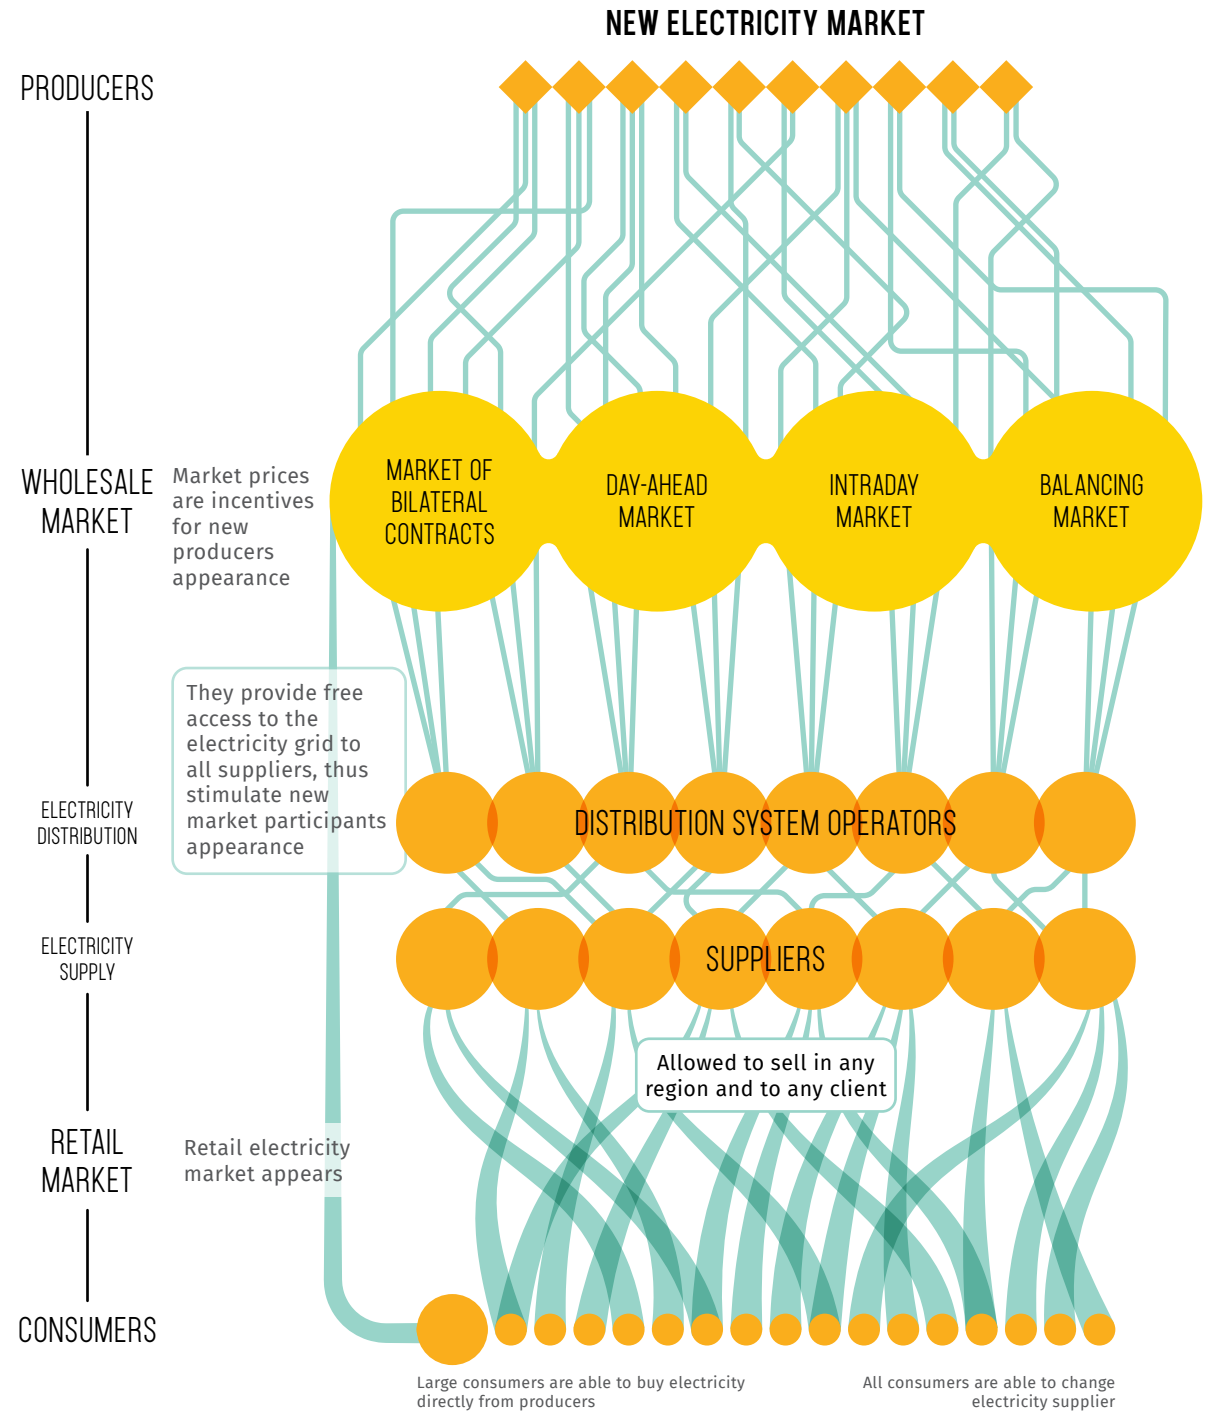 NEW ELECTRICITY MARKET
PRODUCERS
WHOLESALE
MARKET
Market prices
are incentives
for new
producers
appearance
MARKET OF
BILATERAL
CONTRACTS
DAY-AHEAD
MARKET
INTRADAY
MARKET
BALANCING
MARKET
They provide free
access to the
electricity grid to
all suppliers, thus
stimulate new
market participants
appearance
ELECTRICITY
DISTRIBUTION
DISTRIBUTION SYSTEM OPERATORS
ELECTRICITY
SUPPLY
SUPPLIERS
Allowed to sell in any
region and to any client
RETAIL
MARKET
Retail electricity
market appears
CONSUMERS
Large consumers are able to buy electricity
directly from producers
All consumers are able to change
electricity supplier